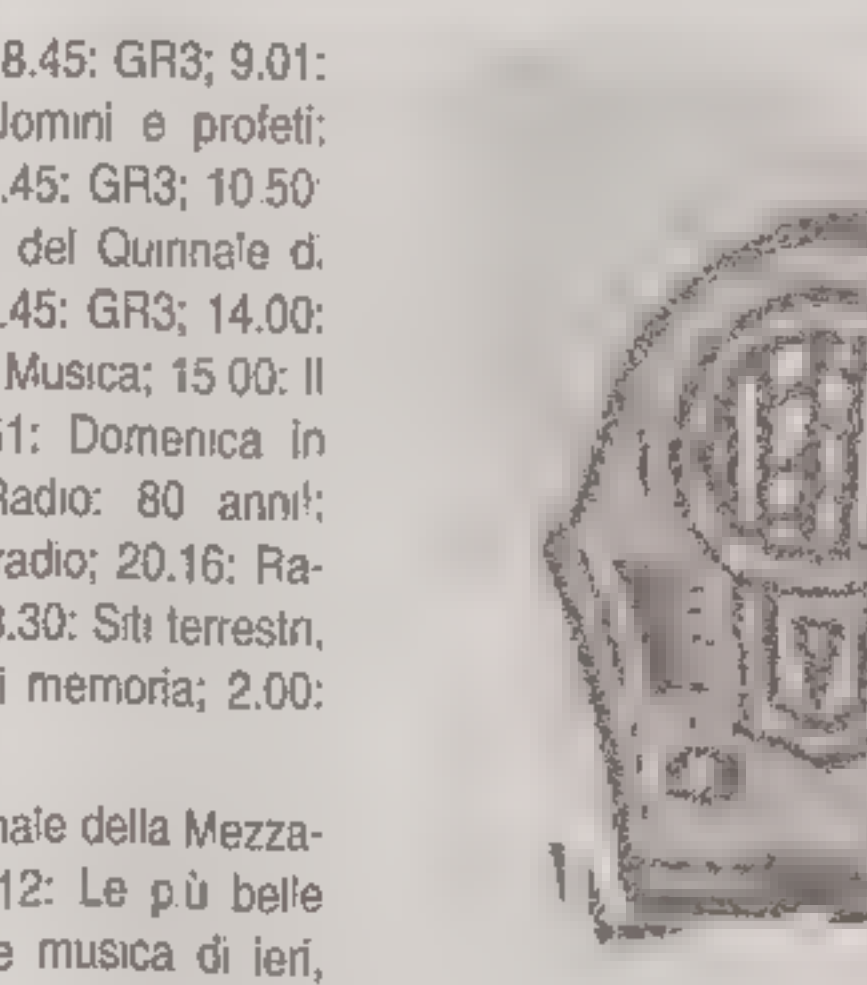 8.45: GR3; 9.01:
Uomini e profeti;
.45: GR3; 10.50
del Quirinale di
.45: GR3; 14.00:
Musica; 15 00: Il
51: Domenica in
Radio: 80 anni!;
radio; 20.16: Ra-
3.30: Siti terrestri,
i memoria; 2.00:
nale della Mezza-
12: Le più belle
e musica di ieri,